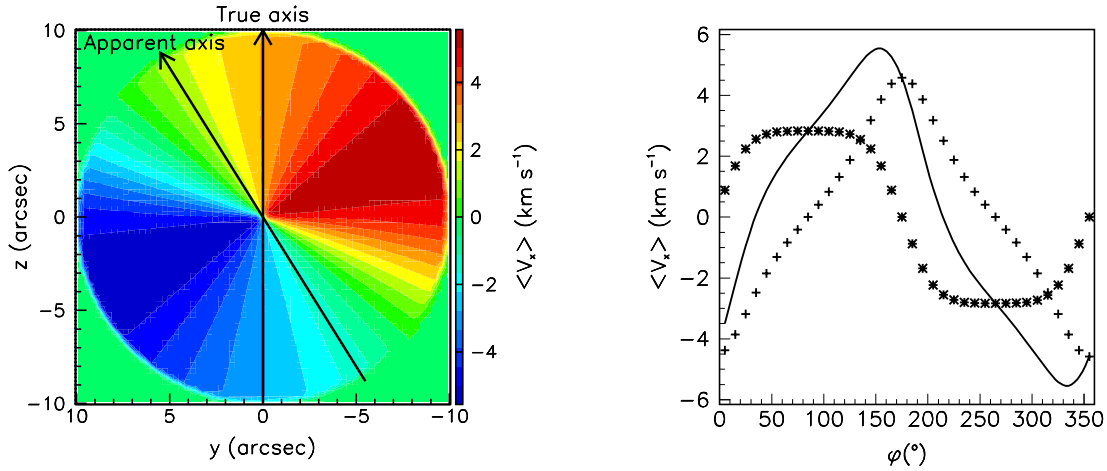 True axis
Apparent axis
10
5
0
−5
−10
z (arcsec)
10 5 0 −5 −10
y (arcsec)
4
2
0
−2
−4
<Vₓ> (km s⁻¹)
6
4
2
0
−2
−4
−6
<Vₓ> (km s⁻¹)
0 50 100 150 200 250 300 350
φ(°)